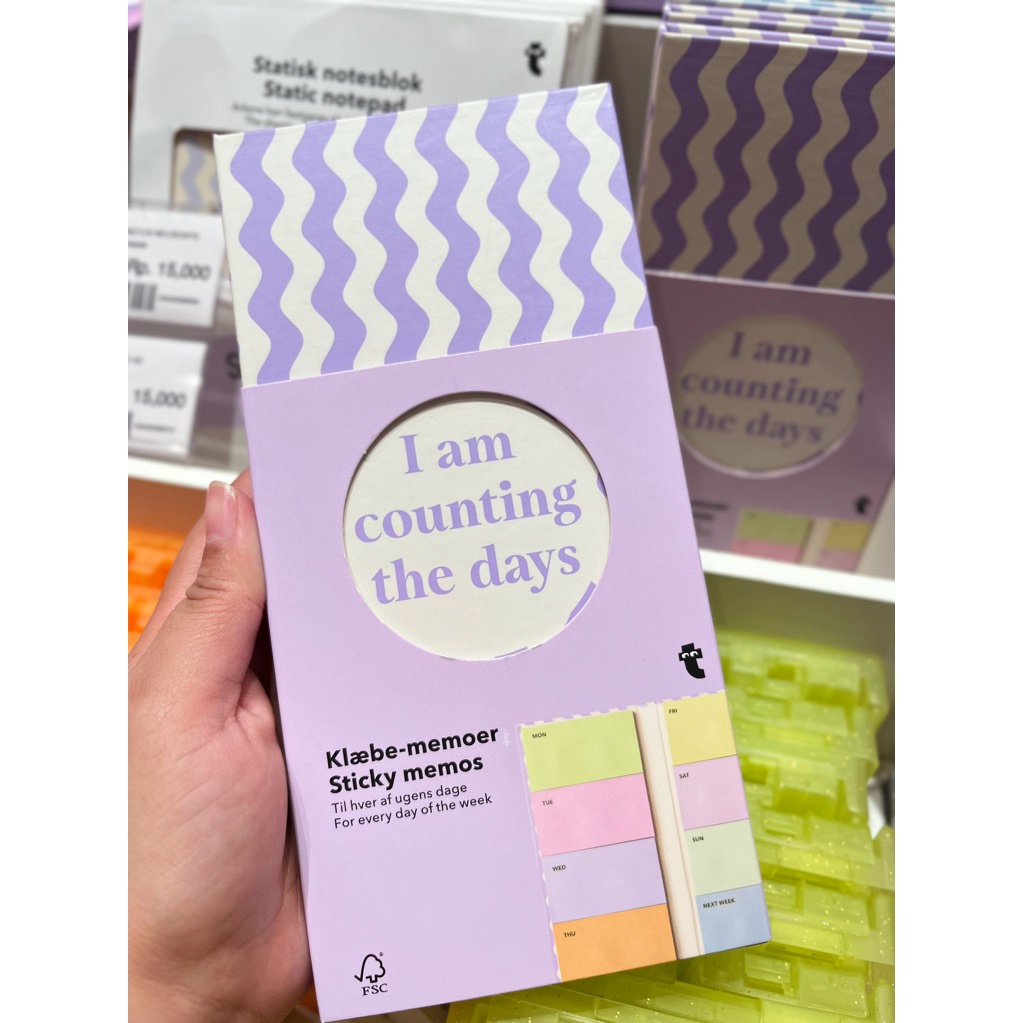 Statisk notesblok
Static notepad
Rp. 15,000
15,000
I am
counting
the days
Klæbe-memoer
Sticky memos
Til hver af ugens dage
For every day of the week
MON
TUE
WED
THU
FRI
SAT
SUN
NEXT WEEK
FSC
I am
counting
the days